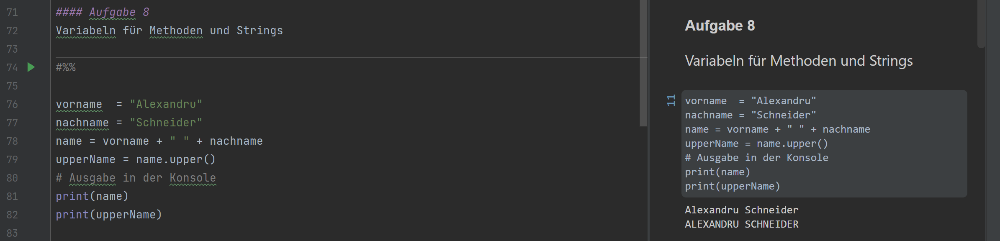 71 #### Aufgabe 8
72 Variabeln für Methoden und Strings
73
74 #%%
75
76 vorname  = "Alexandru"
77 nachname = "Schneider"
78 name = vorname + " " + nachname
79 upperName = name.upper()
80 # Ausgabe in der Konsole
81 print(name)
82 print(upperName)
83
Aufgabe 8
Variabeln für Methoden und Strings
11
vorname  = "Alexandru"
nachname = "Schneider"
name = vorname + " " + nachname
upperName = name.upper()
# Ausgabe in der Konsole
print(name)
print(upperName)
Alexandru Schneider
ALEXANDRU SCHNEIDER